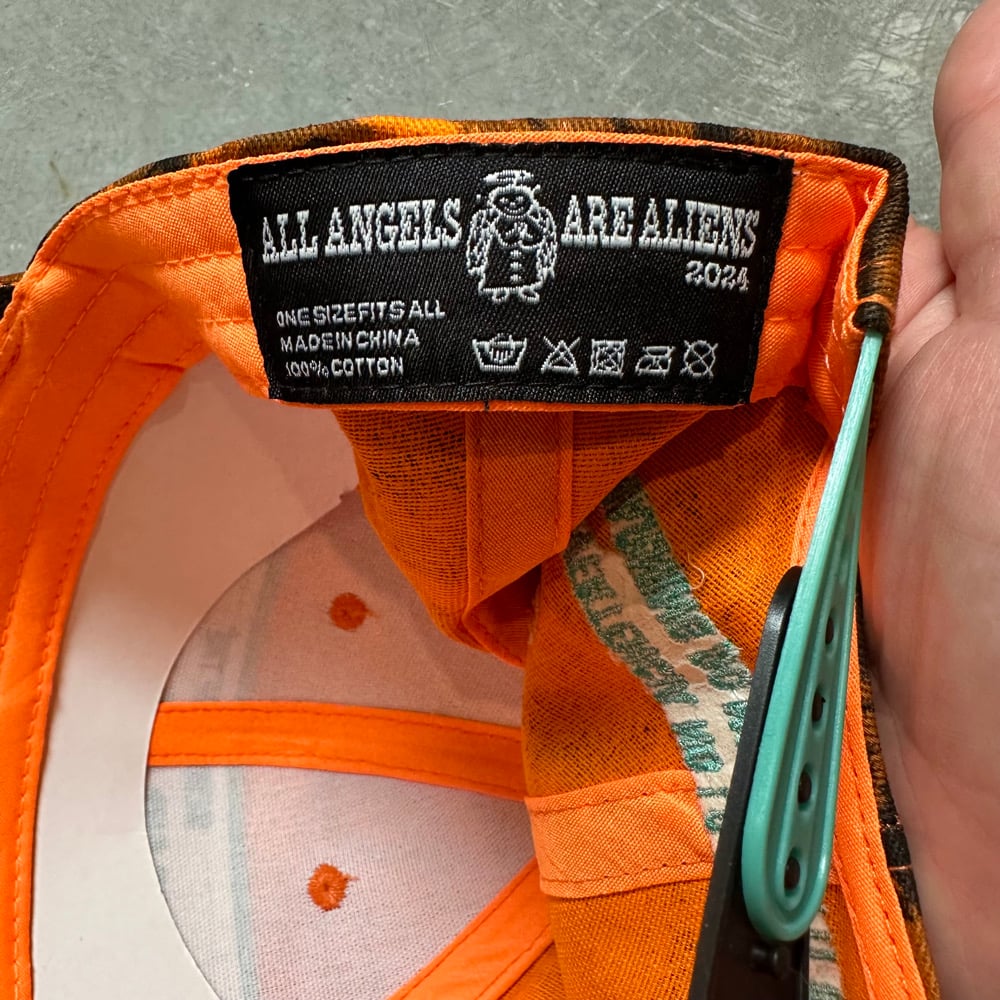 ALL ANGELS ARE ALIENS
2024
ONE SIZE FITS ALL
MADE IN CHINA
100% COTTON